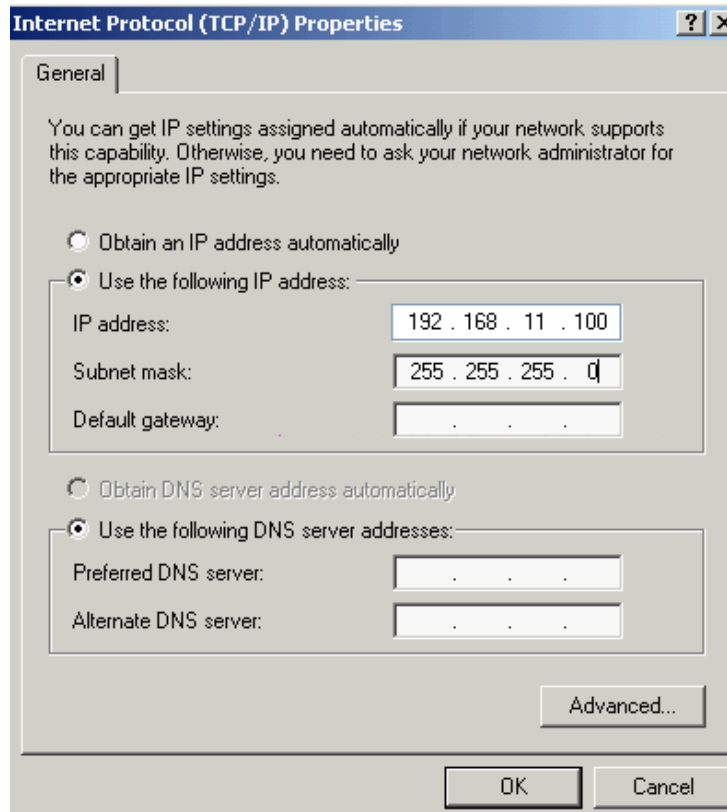 Internet Protocol (TCP/IP) Properties
General
You can get IP settings assigned automatically if your network supports
this capability. Otherwise, you need to ask your network administrator for
the appropriate IP settings.
Obtain an IP address automatically
Use the following IP address:
IP address: 192 . 168 . 11 . 100
Subnet mask: 255 . 255 . 255 . 0
Default gateway: . . .
Obtain DNS server address automatically
Use the following DNS server addresses:
Preferred DNS server: . . .
Alternate DNS server: . . .
Advanced...
OK Cancel